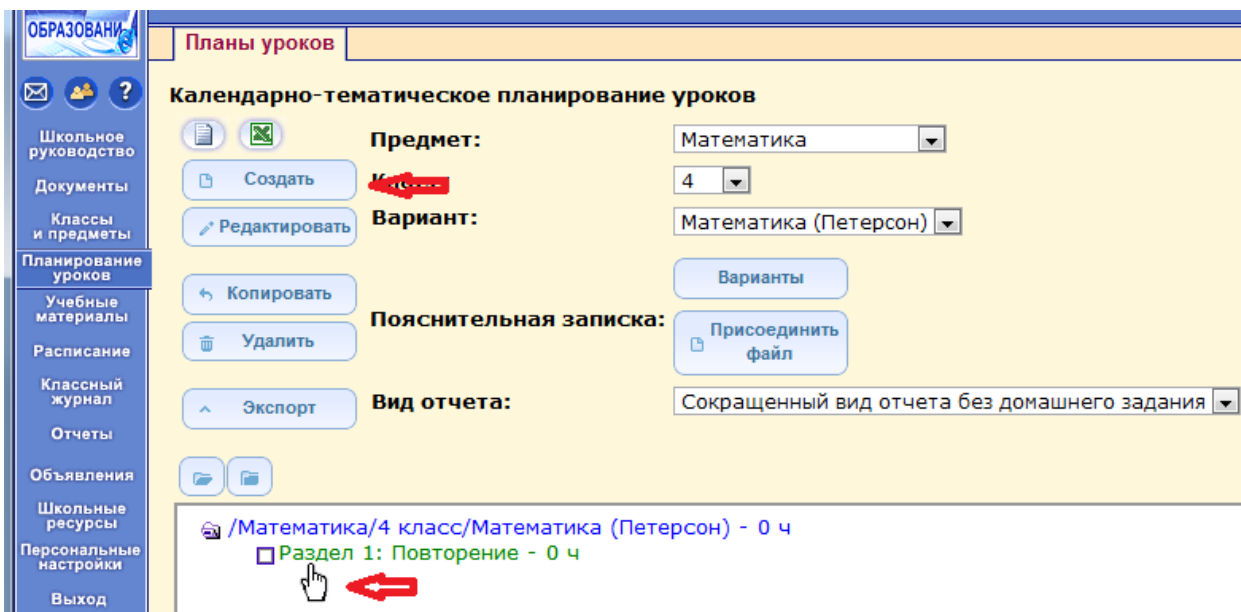 ОБРАЗОВАНИ
Планы уроков
?
Календарно-тематическое планирование уроков
Школьное
руководство
Документы
Классы
и предметы
Планирование
уроков
Учебные
материалы
Расписание
Классный
журнал
Отчеты
Объявления
Школьные
ресурсы
Персональные
настройки
Выход
Предмет:
Математика
Создать
4
Редактировать
Вариант:
Математика (Петерсон)
Варианты
Копировать
Пояснительная записка:
Удалить
Присоединить
файл
Экспорт
Вид отчета:
Сокращенный вид отчета без домашнего задания
/Математика/4 класс/Математика (Петерсон) - 0 ч
Раздел 1: Повторение - 0 ч